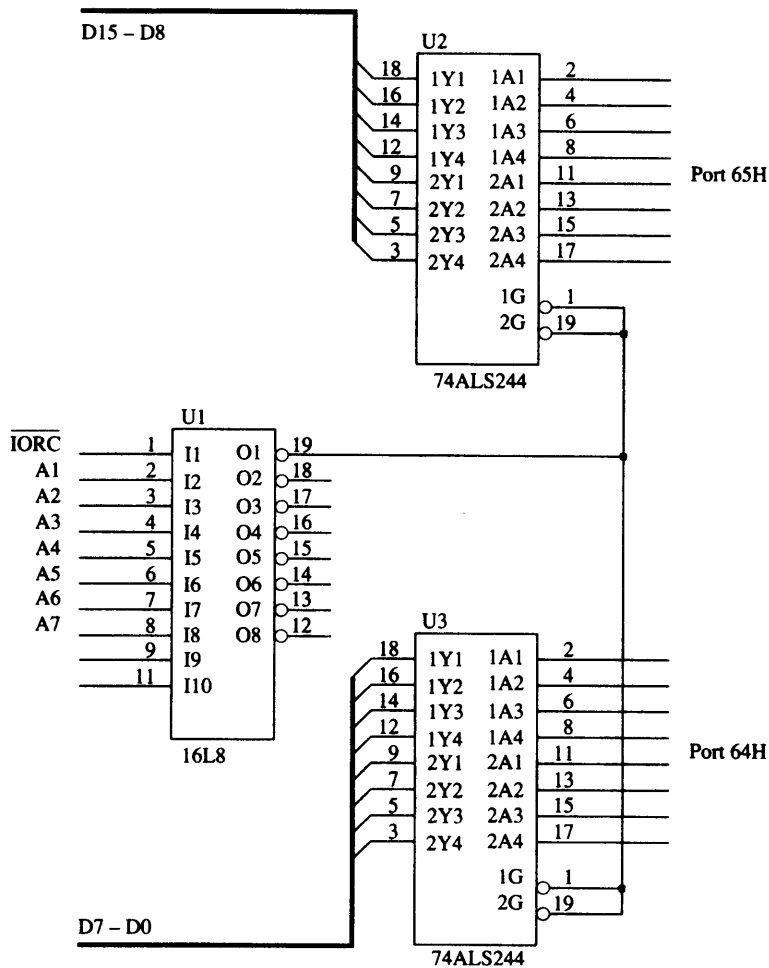 D15 – D8
U2
18 1Y1 1A1 2
16 1Y2 1A2 4
14 1Y3 1A3 6
12 1Y4 1A4 8
9 2Y1 2A1 11
7 2Y2 2A2 13
5 2Y3 2A3 15
3 2Y4 2A4 17
Port 65H
1G 1
2G 19
74ALS244
U1
IORC 1 I1 O1 19
A1 2 I2 O2 18
A2 3 I3 O3 17
A3 4 I4 O4 16
A4 5 I5 O5 15
A5 6 I6 O6 14
A6 7 I7 O7 13
A7 8 I8 O8 12
9 I9
11 I10
16L8
U3
18 1Y1 1A1 2
16 1Y2 1A2 4
14 1Y3 1A3 6
12 1Y4 1A4 8
9 2Y1 2A1 11
7 2Y2 2A2 13
5 2Y3 2A3 15
3 2Y4 2A4 17
Port 64H
1G 1
2G 19
D7 – D0
74ALS244